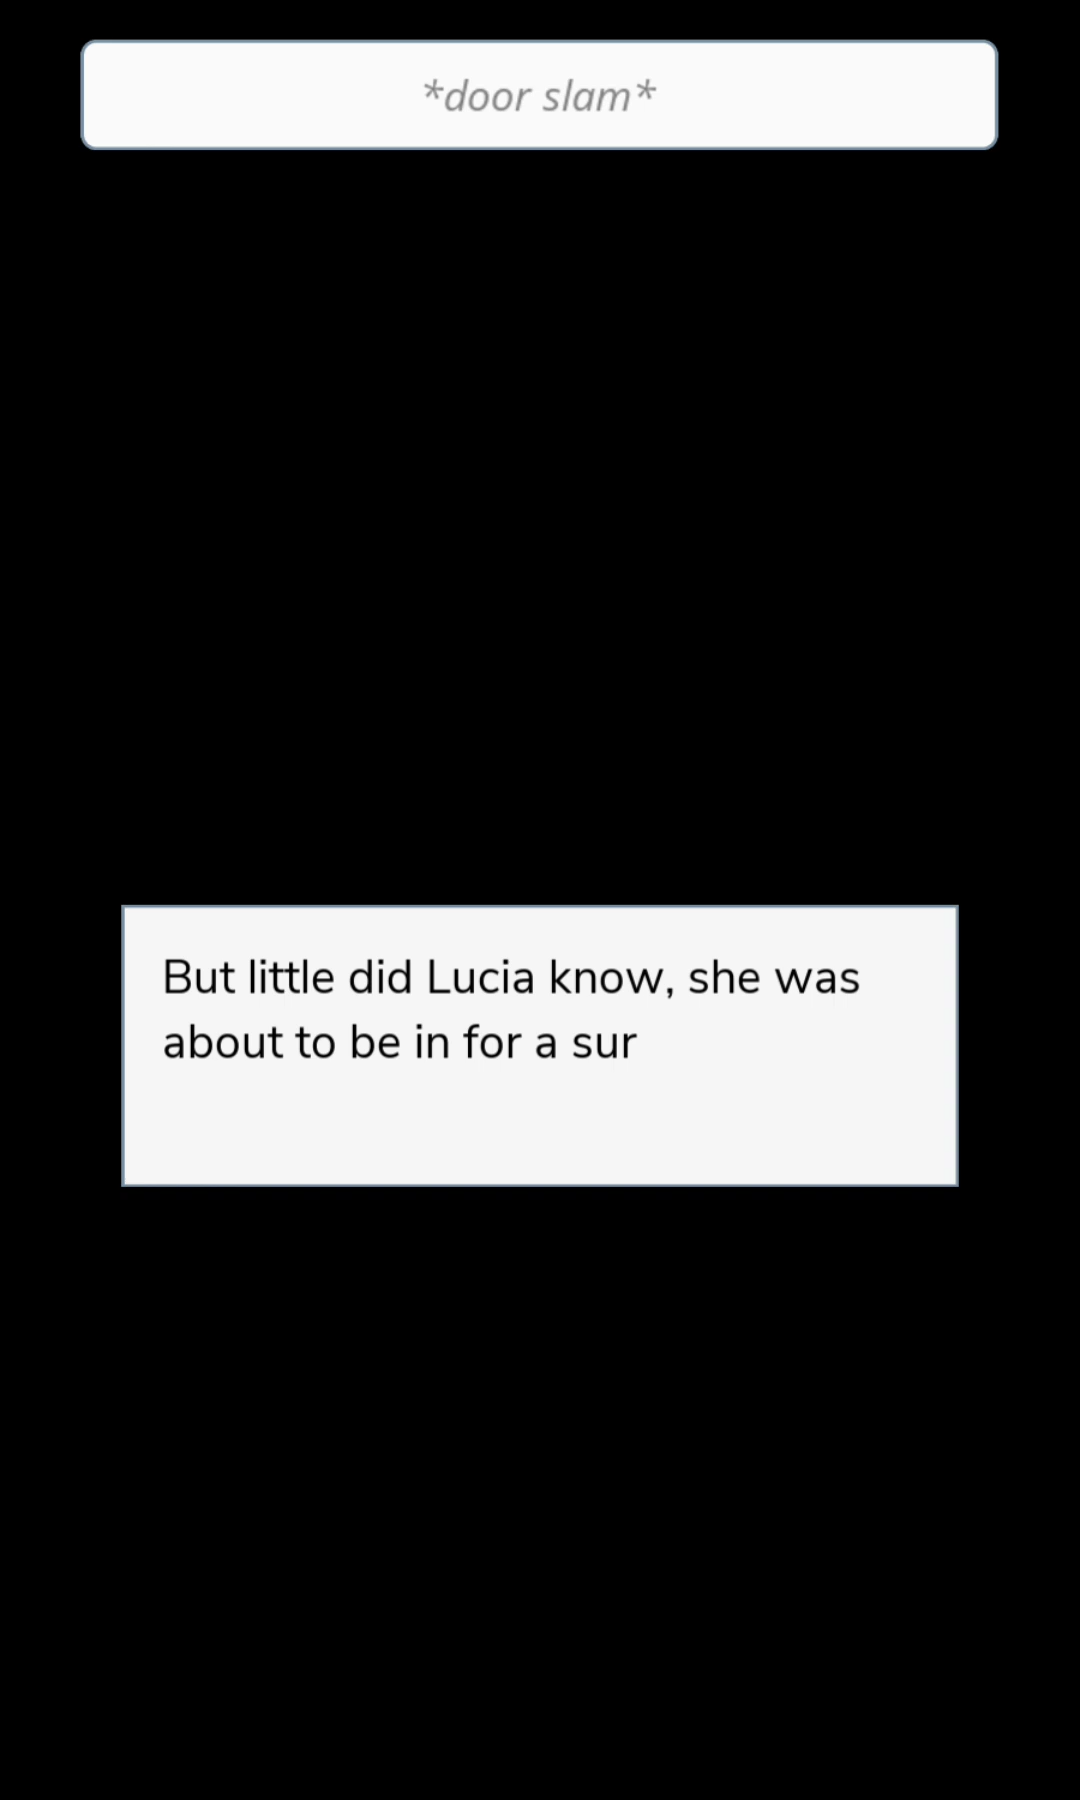 *door slam*
But little did Lucia know, she was
about to be in for a sur